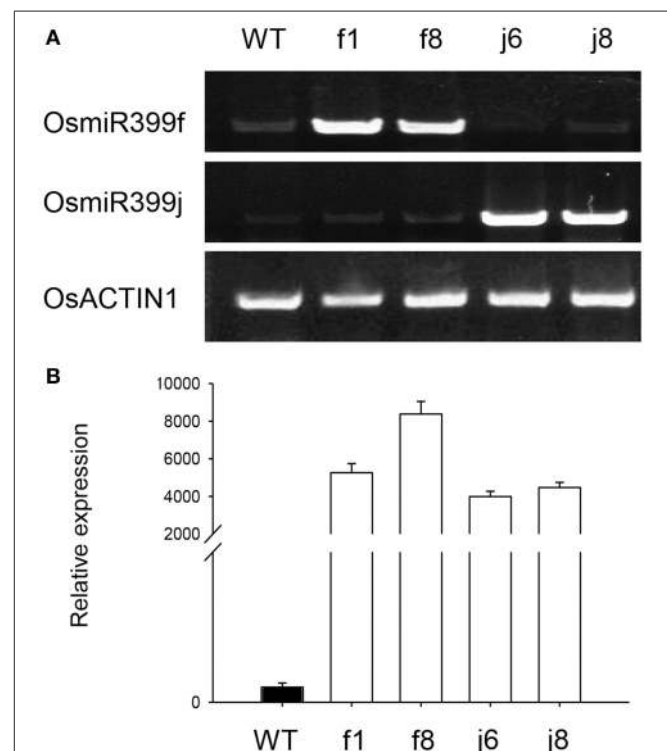 A
WT f1 f8 j6 j8
OsmiR399f
OsmiR399j
OsACTIN1
B
10000
8000
6000
4000
2000
0
Relative expression
WT f1 f8 j6 j8